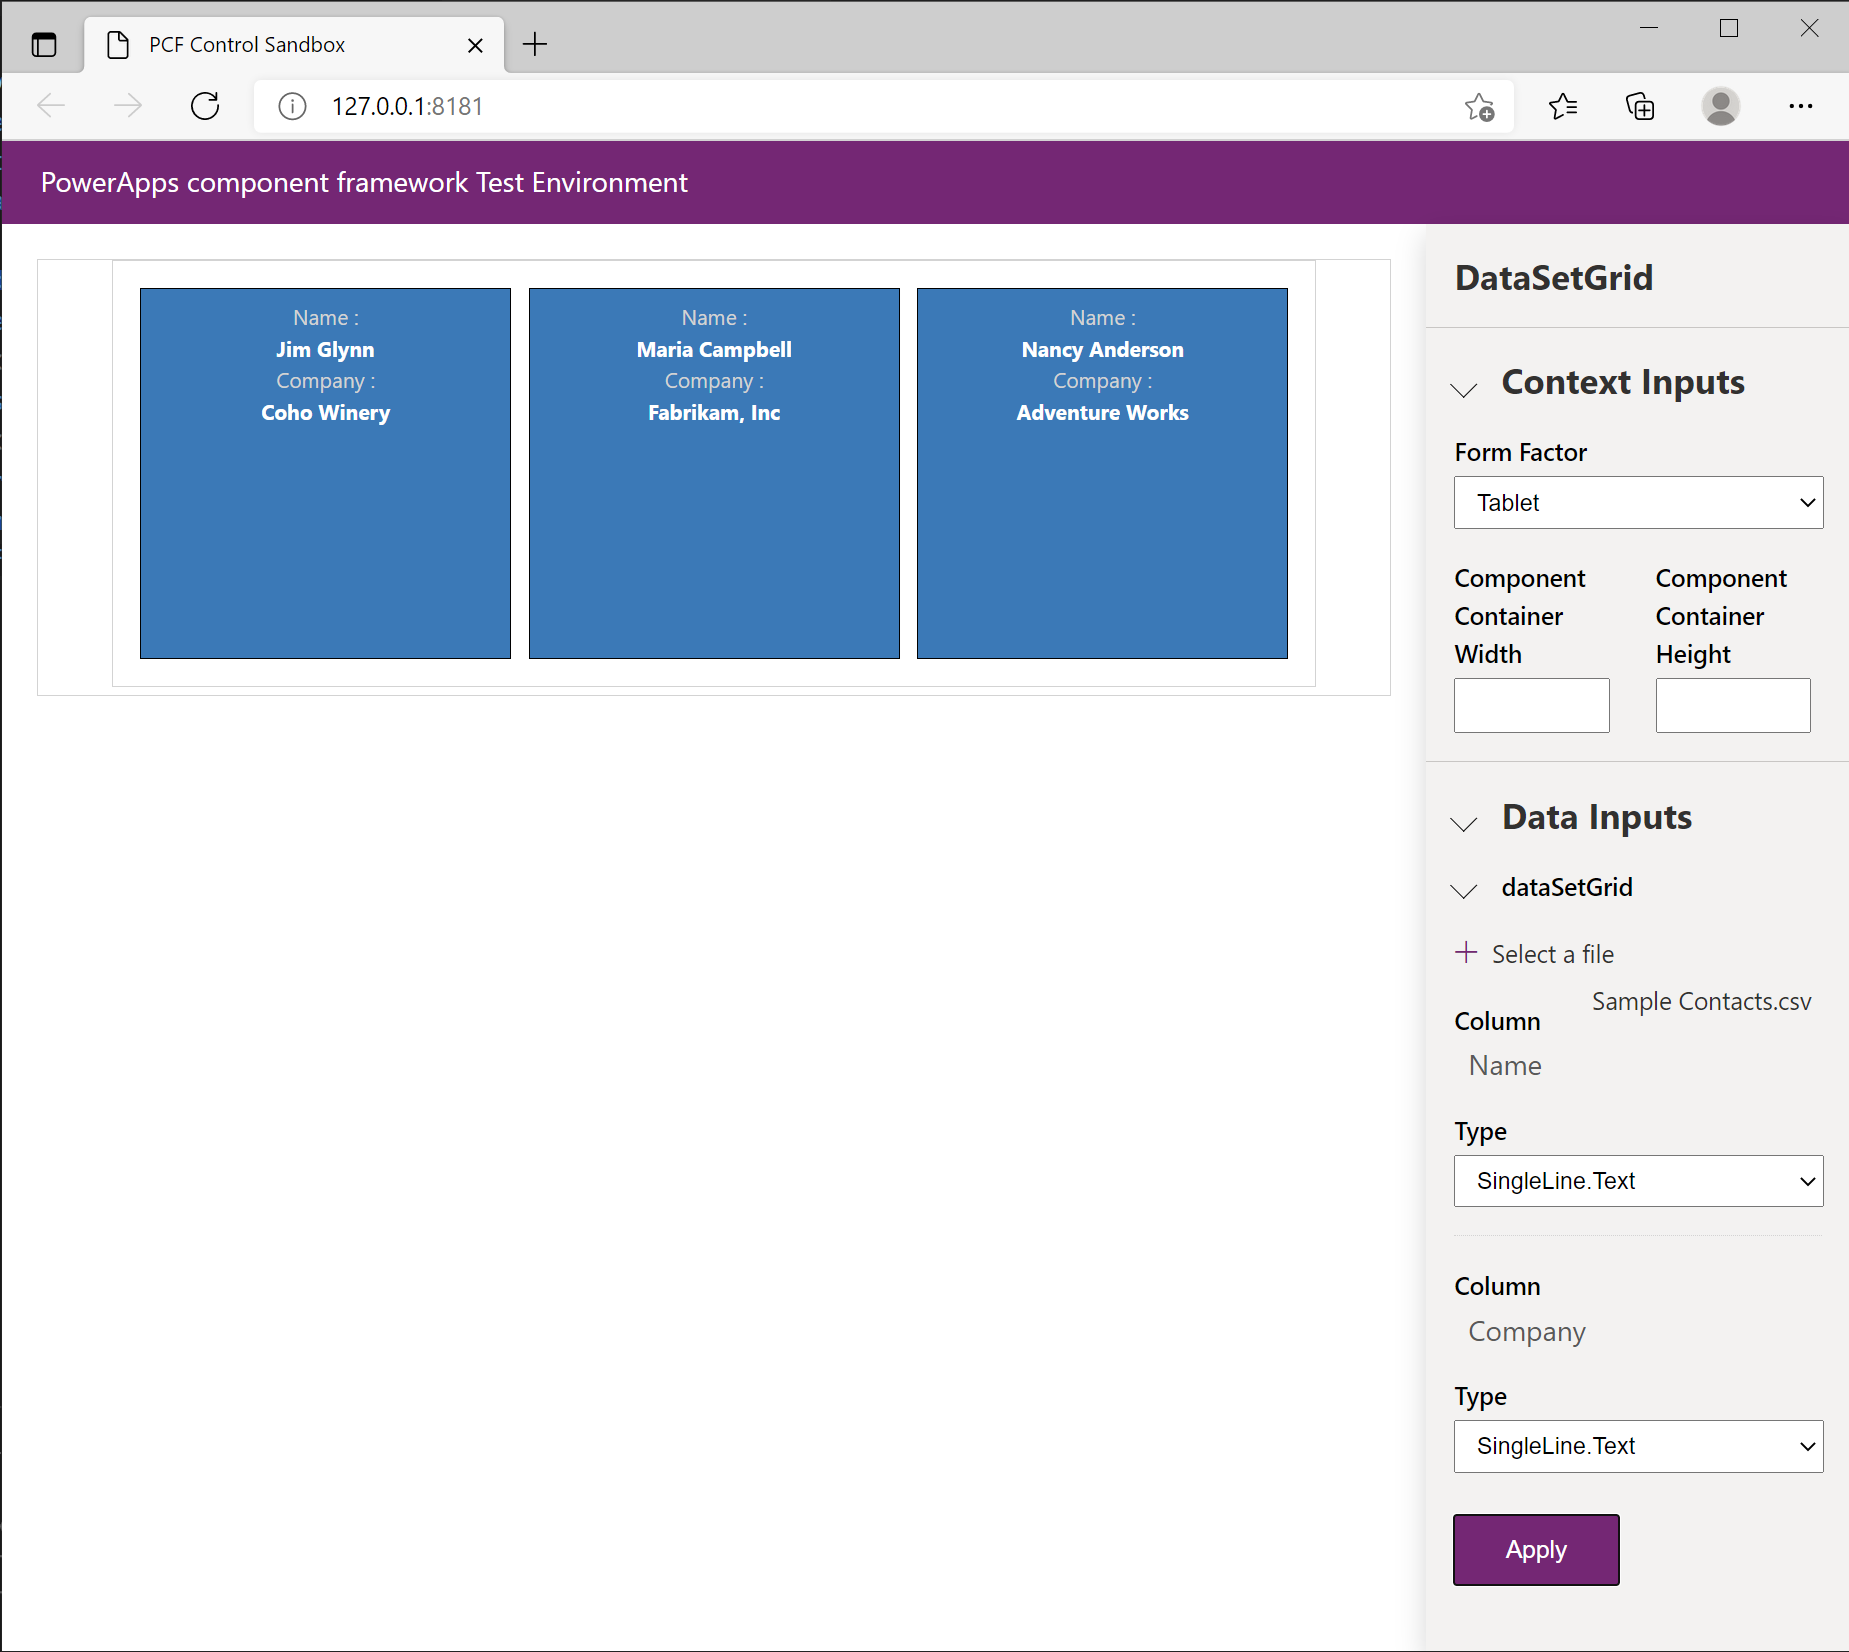 PCF Control Sandbox
127.0.0.1:8181
PowerApps component framework Test Environment
Name :
Jim Glynn
Company :
Coho Winery
Name :
Maria Campbell
Company :
Fabrikam, Inc
Name :
Nancy Anderson
Company :
Adventure Works
DataSetGrid
Context Inputs
Form Factor
Tablet
Component
Container
Width
Component
Container
Height
Data Inputs
dataSetGrid
Select a file
Sample Contacts.csv
Column
Name
Type
SingleLine.Text
Column
Company
Type
SingleLine.Text
Apply